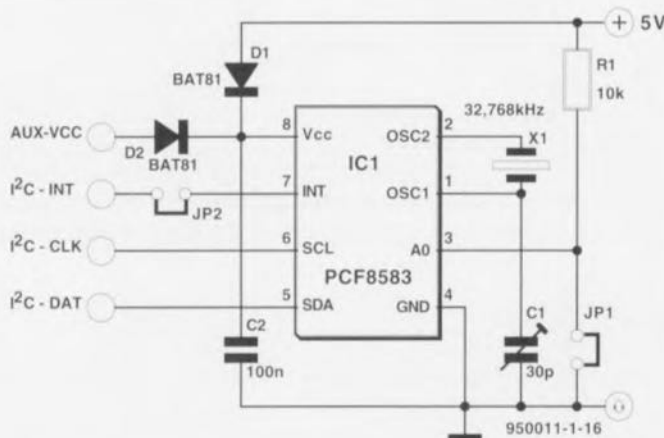 5V
D1
BAT81
R1
10k
32,768kHz
X1
AUX-VCC
D2
BAT81
8
Vcc
OSC2
2
IC1
I²C - INT
7
INT
OSC1
1
JP2
I²C - CLK
6
SCL
A0
3
PCF8583
I²C - DAT
5
SDA
GND
4
C2
100n
C1
30p
JP1
0
950011-1-16